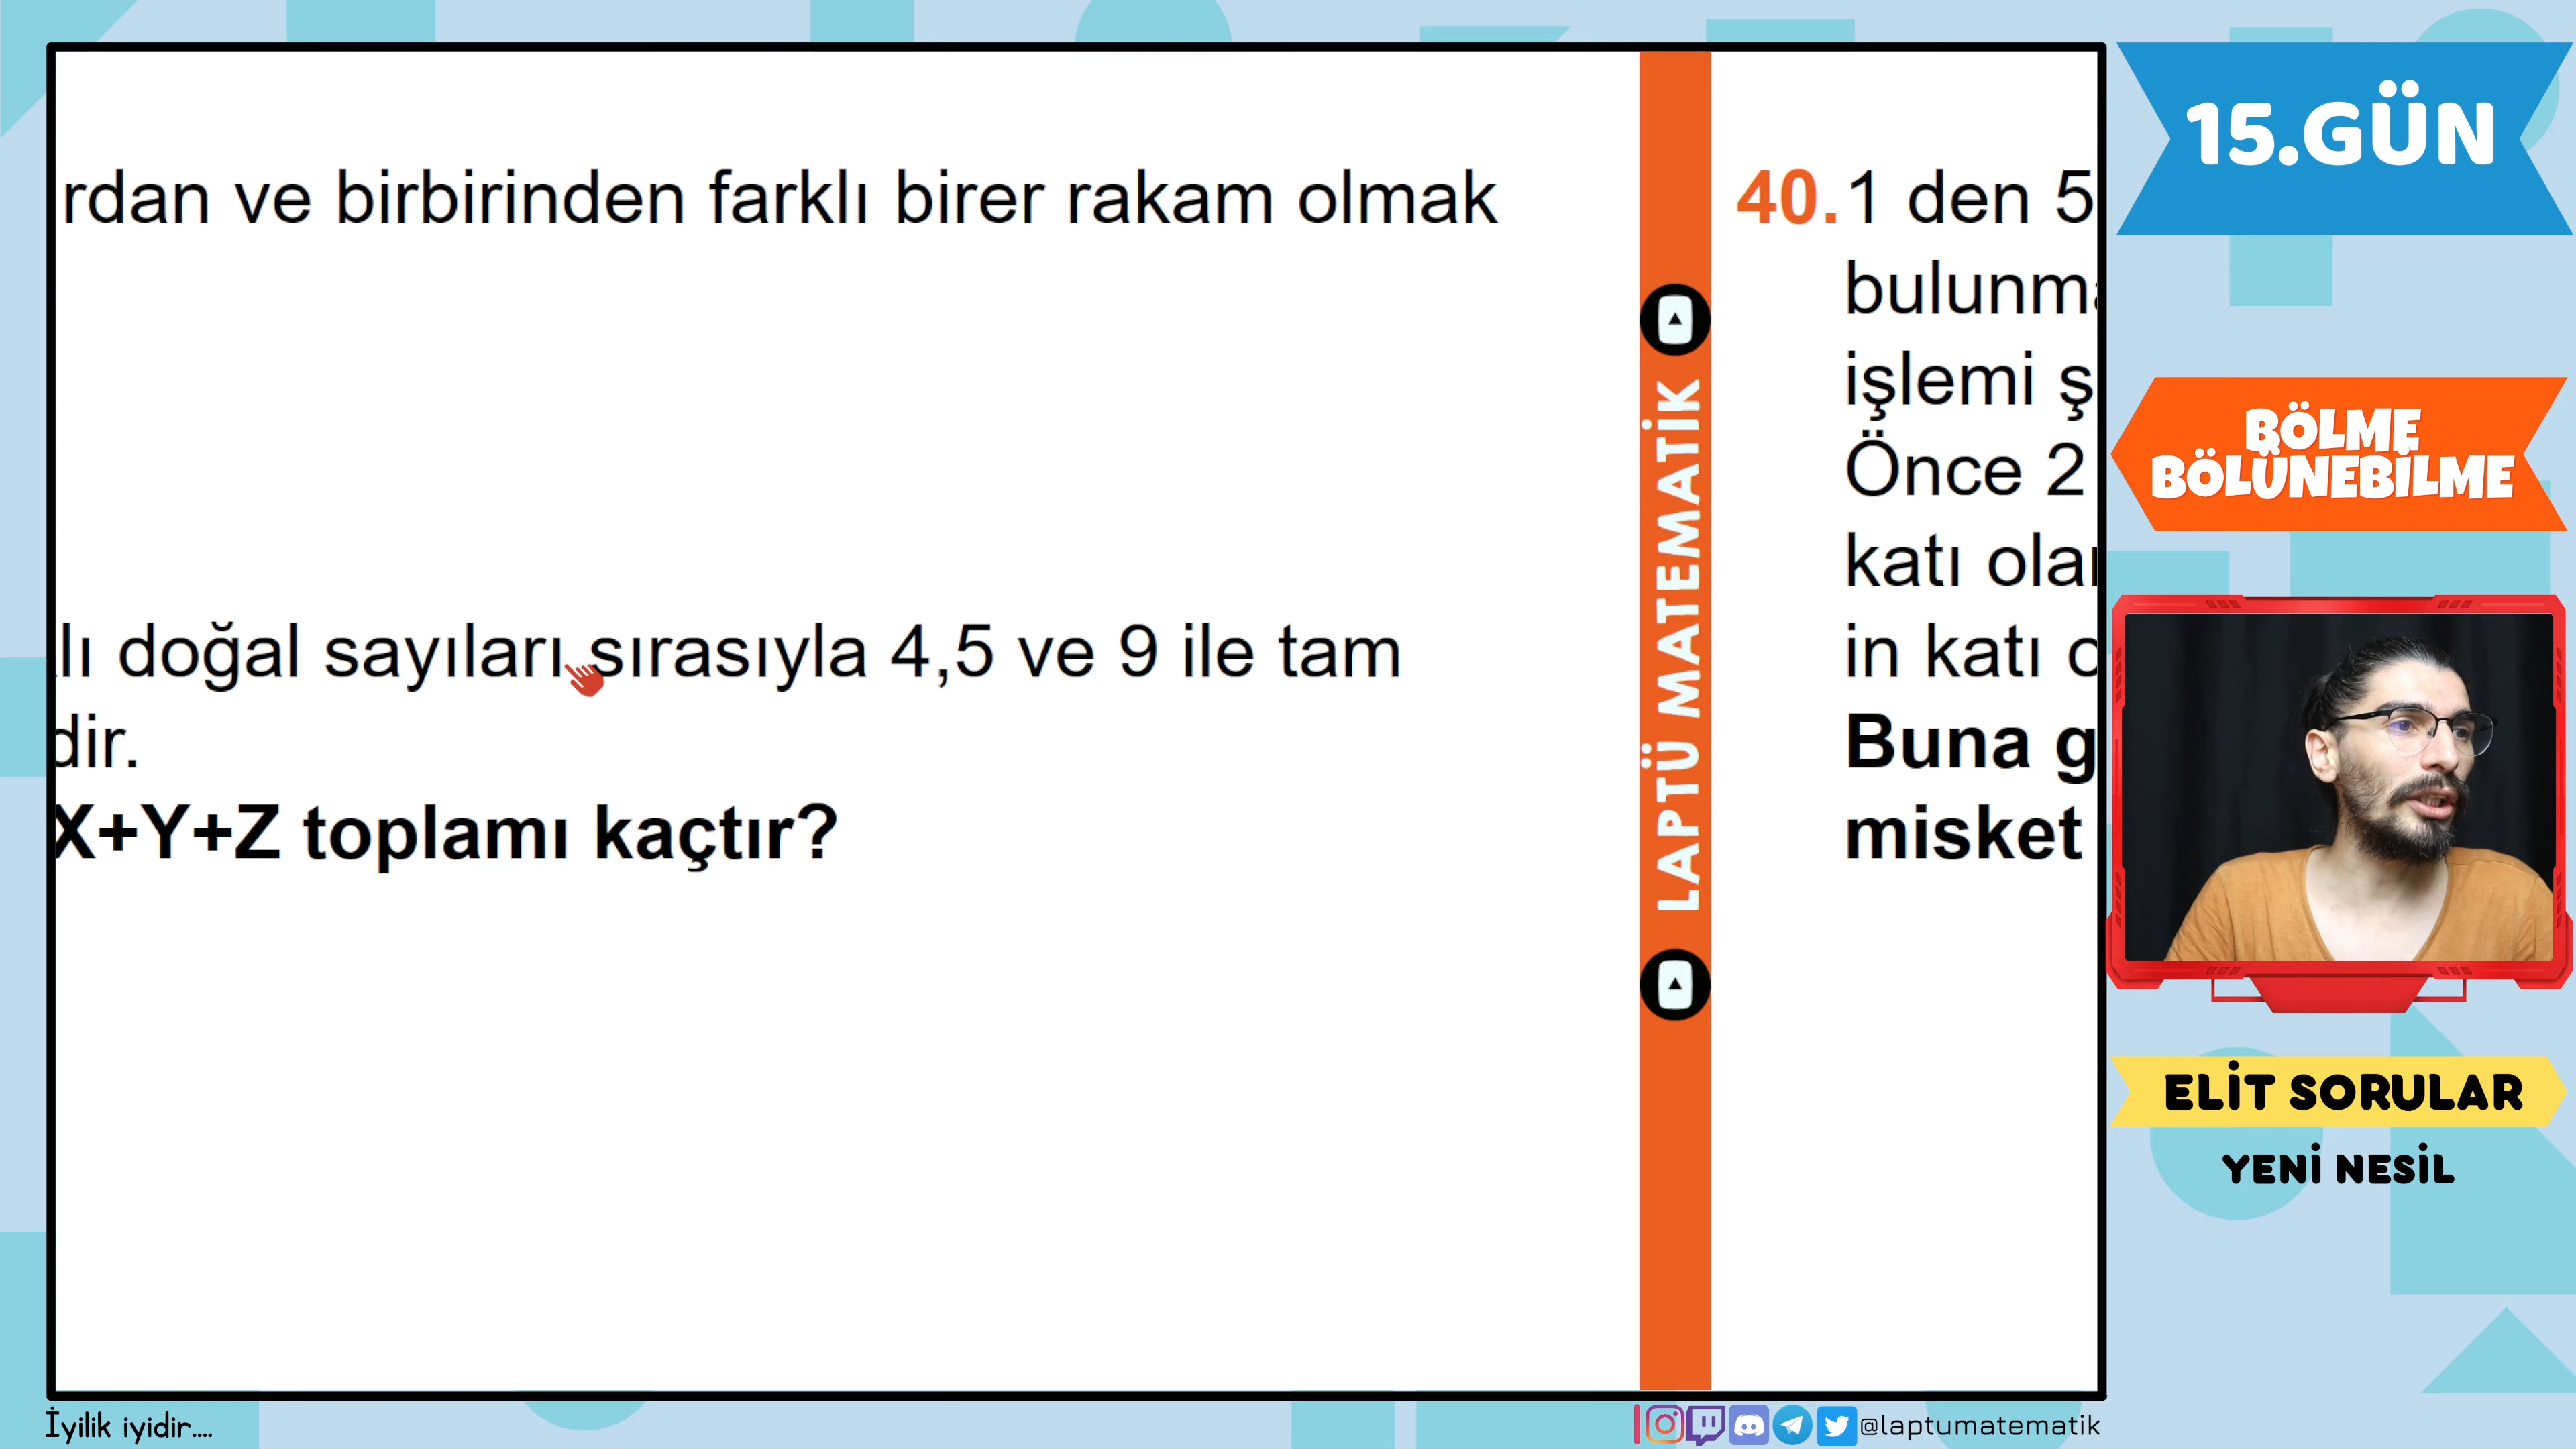 rdan ve birbirinden farklı birer rakam olmak
lı doğal sayıları sırasıyla 4,5 ve 9 ile tam
dir.
X+Y+Z toplamı kaçtır?
LAPTÜ MATEMATİK
40. 1 den 5
bulunma
işlemi ş
Önce 2
katı olar
in katı o
Buna g
misket
15.GÜN
BÖLME
BÖLÜNEBİLME
ELİT SORULAR
YENİ NESİL
İyilik iyidir....
@laptumatematik